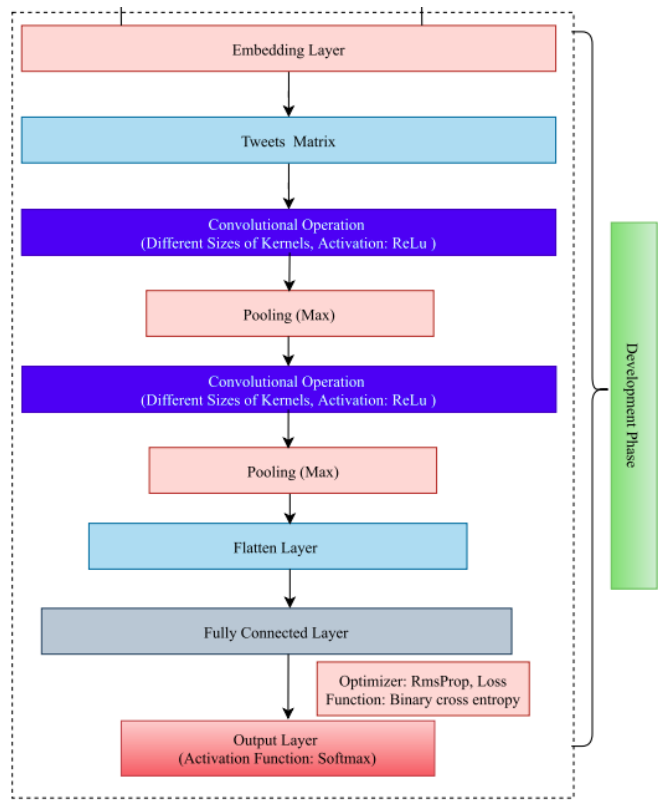 Embedding Layer
Tweets Matrix
Convolutional Operation
(Different Sizes of Kernels, Activation: ReLu )
Pooling (Max)
Convolutional Operation
(Different Sizes of Kernels, Activation: ReLu )
Pooling (Max)
Flatten Layer
Fully Connected Layer
Optimizer: RmsProp, Loss
Function: Binary cross entropy
Output Layer
(Activation Function: Softmax)
Development Phase